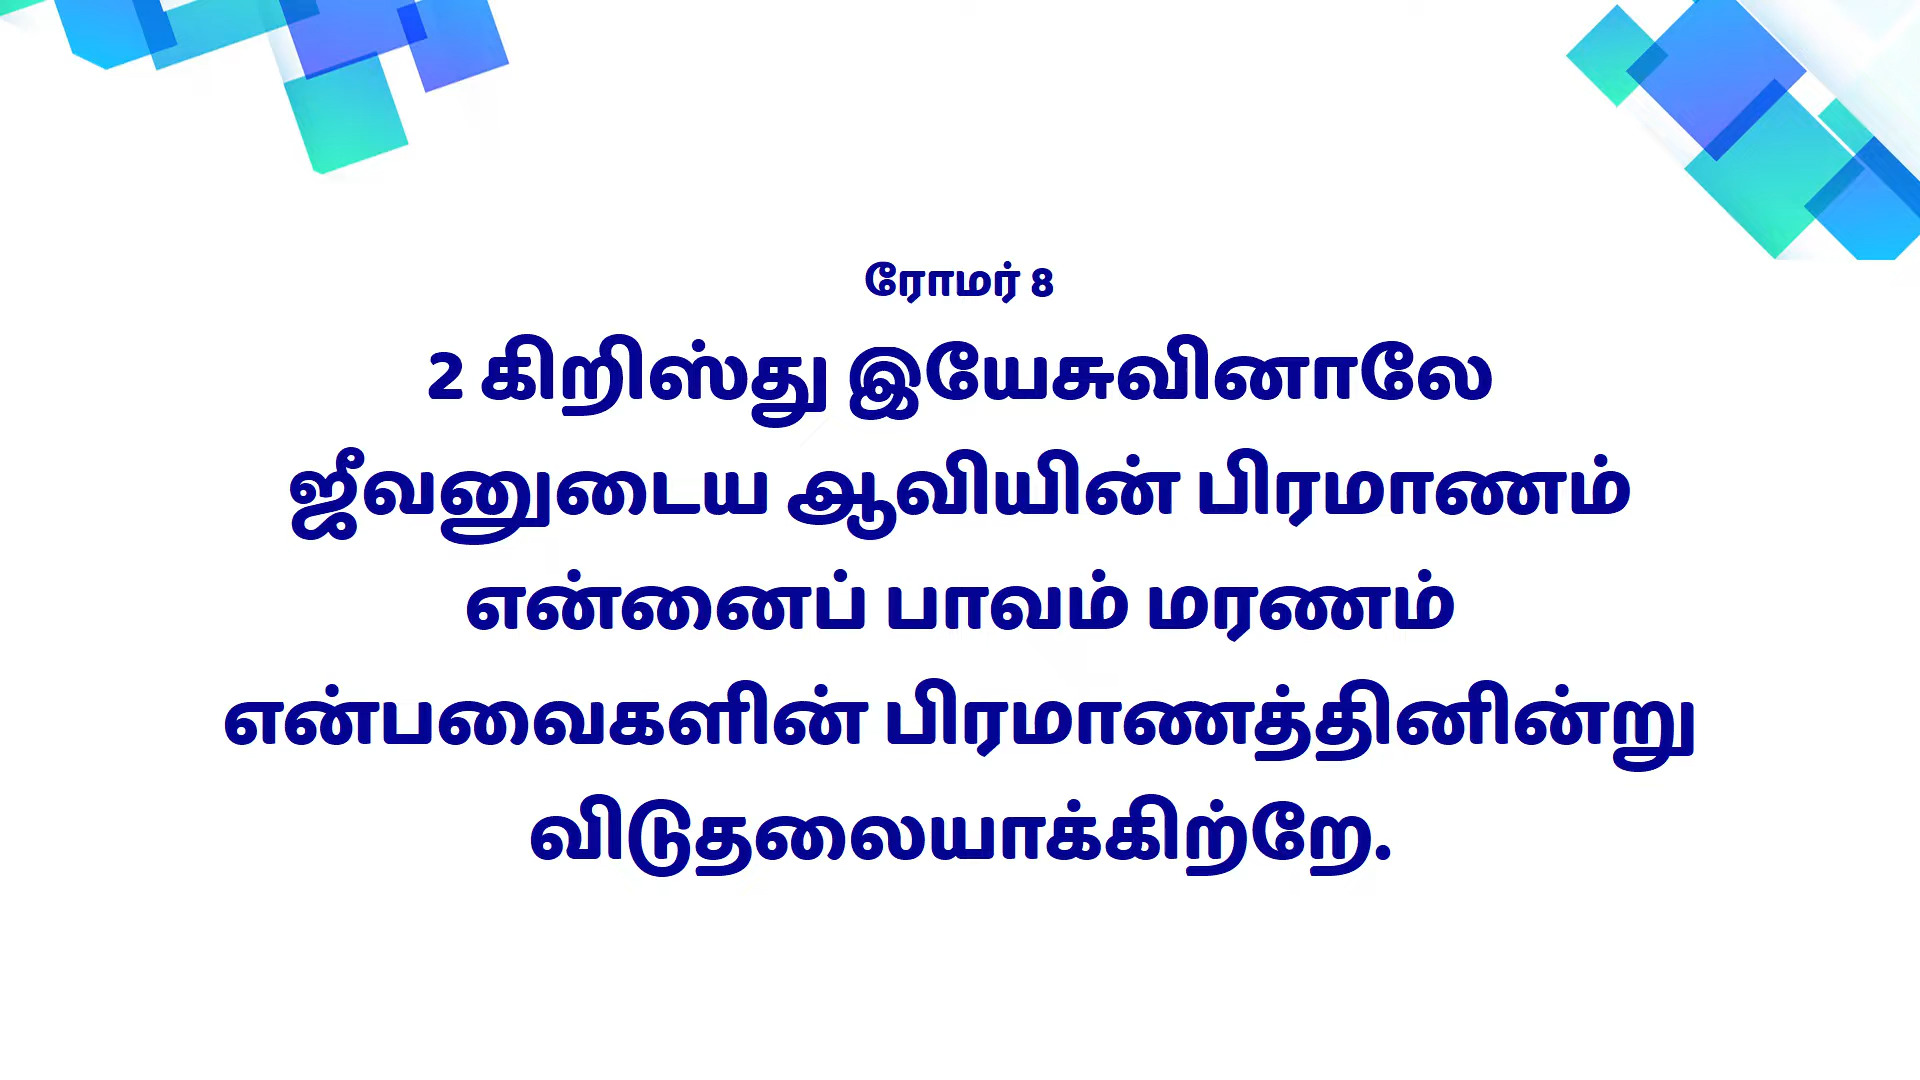 ரோமர் 8
2 கிறிஸ்து இயேசுவினாலே
ஜீவனுடைய ஆவியின் பிரமாணம்
என்னைப் பாவம் மரணம்
என்பவைகளின் பிரமாணத்தினின்று
விடுதலையாக்கிற்றே.